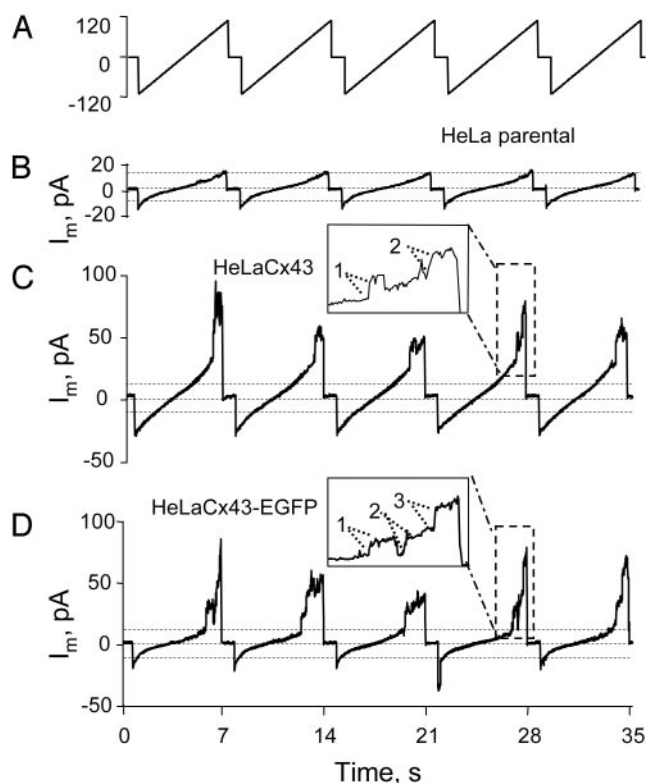 A
120
0
-120
HeLa parental
B
20
0
-20
Im, pA
C
HeLaCx43
1
2
100
50
0
-50
Im, pA
D
HeLaCx43-EGFP
1
2
3
100
50
0
-50
Im, pA
0
7
14
21
28
35
Time, s